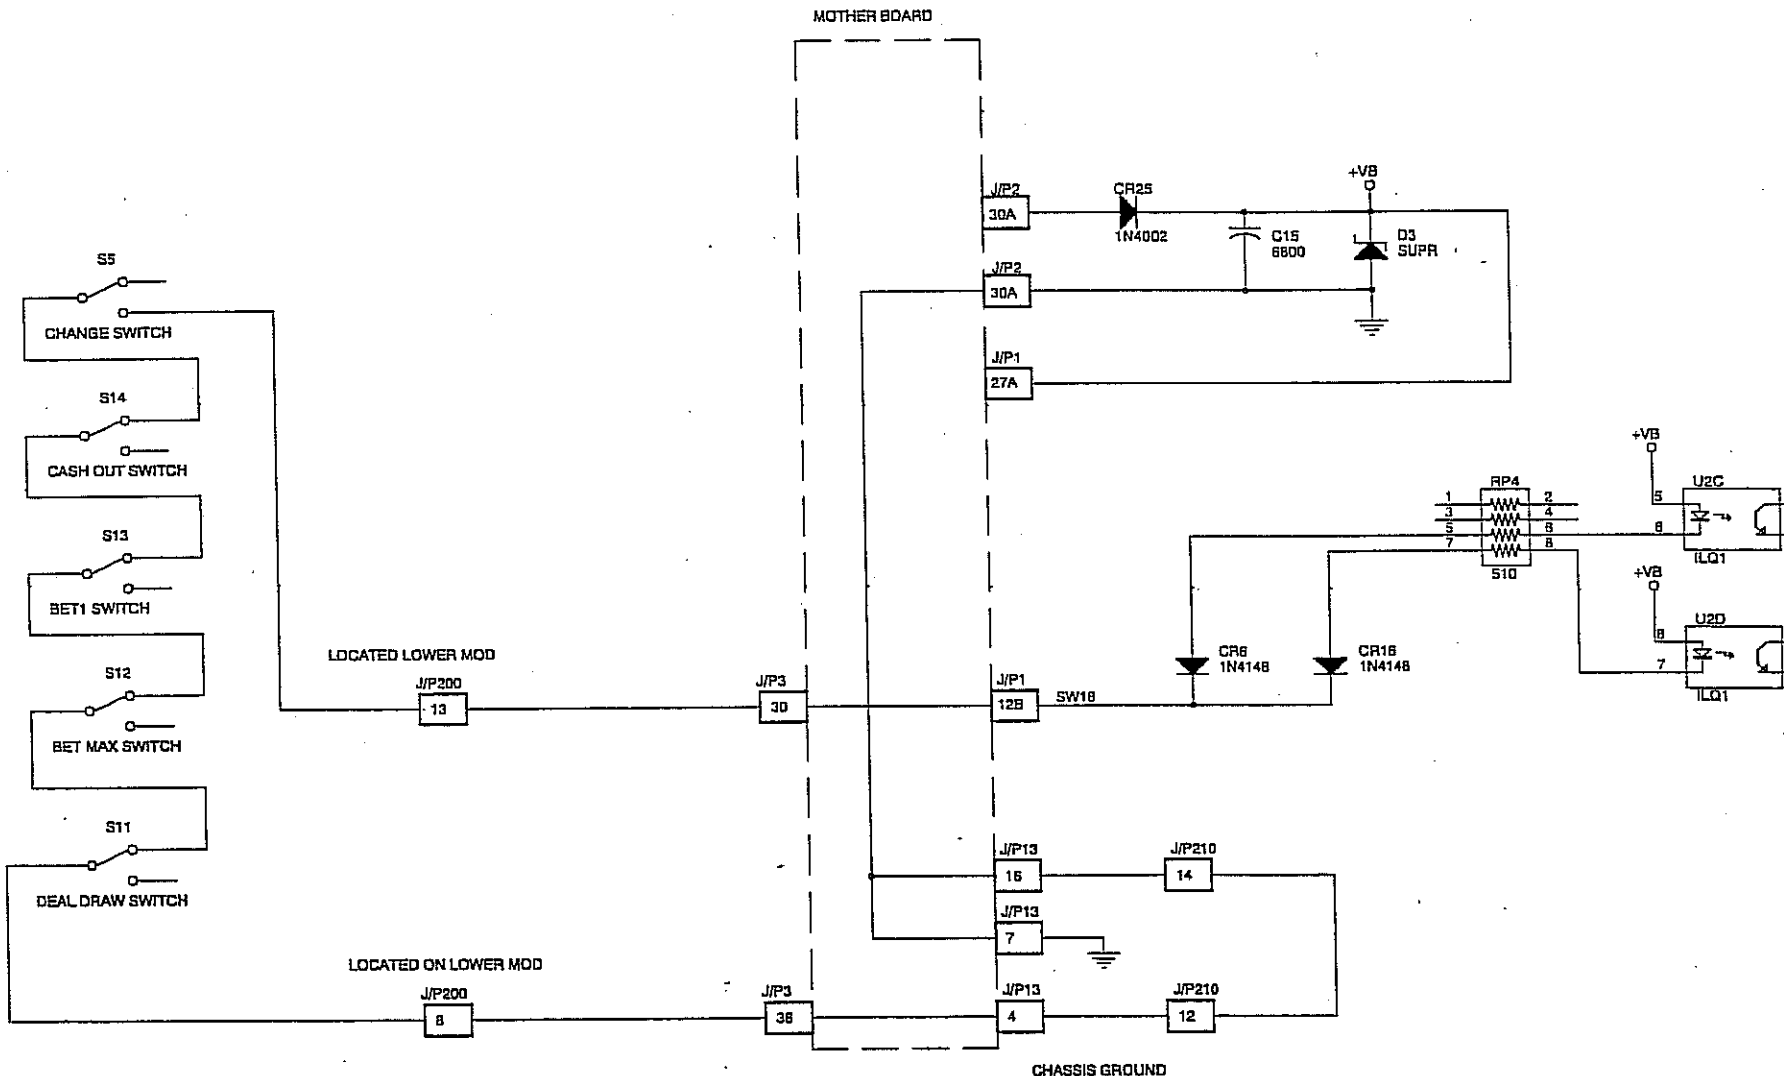 MOTHER BOARD
J/P2
30A
CR25
1N4002
+VB
C15
6800
D3
SUPR
J/P2
30A
J/P1
27A
S5
CHANGE SWITCH
S14
CASH OUT SWITCH
S13
BET1 SWITCH
S12
BET MAX SWITCH
S11
DEAL DRAW SWITCH
LOCATED LOWER MOD
J/P200
13
J/P3
30
J/P1
12B
SW16
CR6
1N4148
CR16
1N4148
RP4
1 2
3 4
5 6
7 8
510
+VB
U2C
5
6
ILQ1
+VB
U2D
8
7
ILQ1
J/P13
16
J/P210
14
J/P13
7
LOCATED ON LOWER MOD
J/P200
8
J/P3
36
J/P13
4
J/P210
12
CHASSIS GROUND